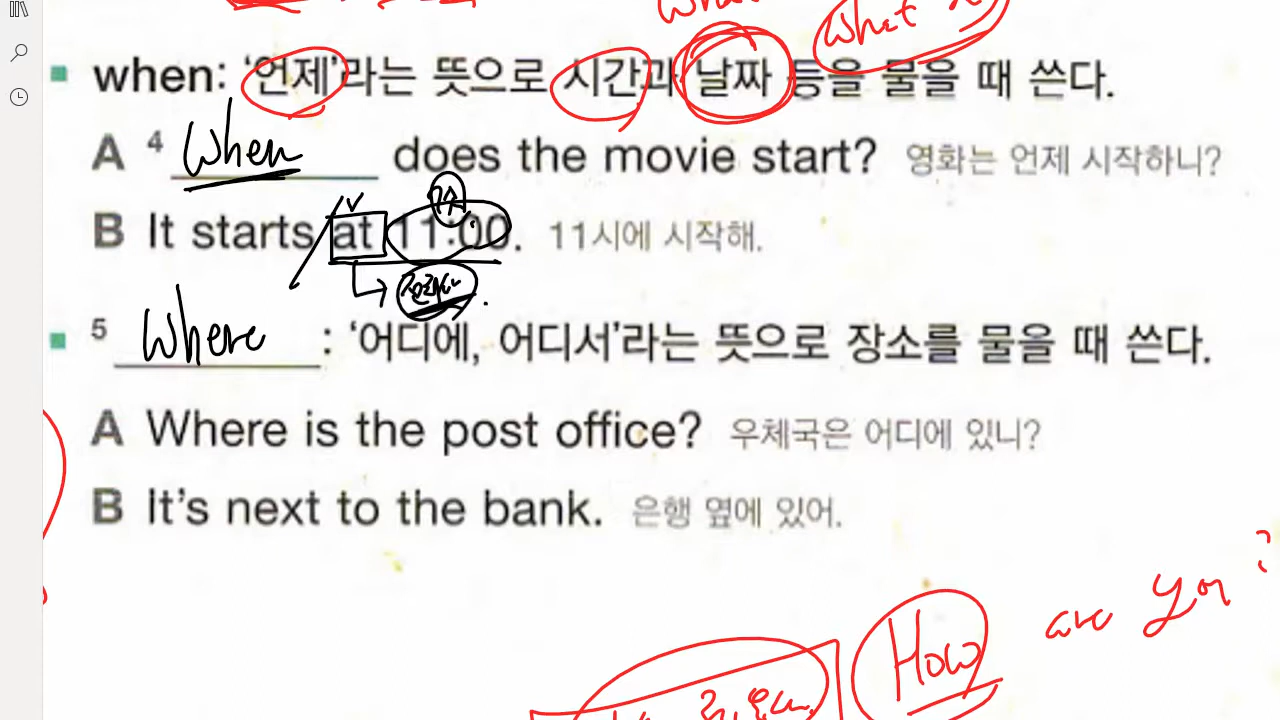 what
when: '언제'라는 뜻으로 시간과 날짜 등을 물을 때 쓴다.
A 4 When does the movie start? 영화는 언제 시작하니?
B It starts at 11:00. 11시에 시작해.
5 Where : '어디에, 어디서'라는 뜻으로 장소를 물을 때 쓴다.
A Where is the post office? 우체국은 어디에 있니?
B It's next to the bank. 은행 옆에 있어.
How are you?